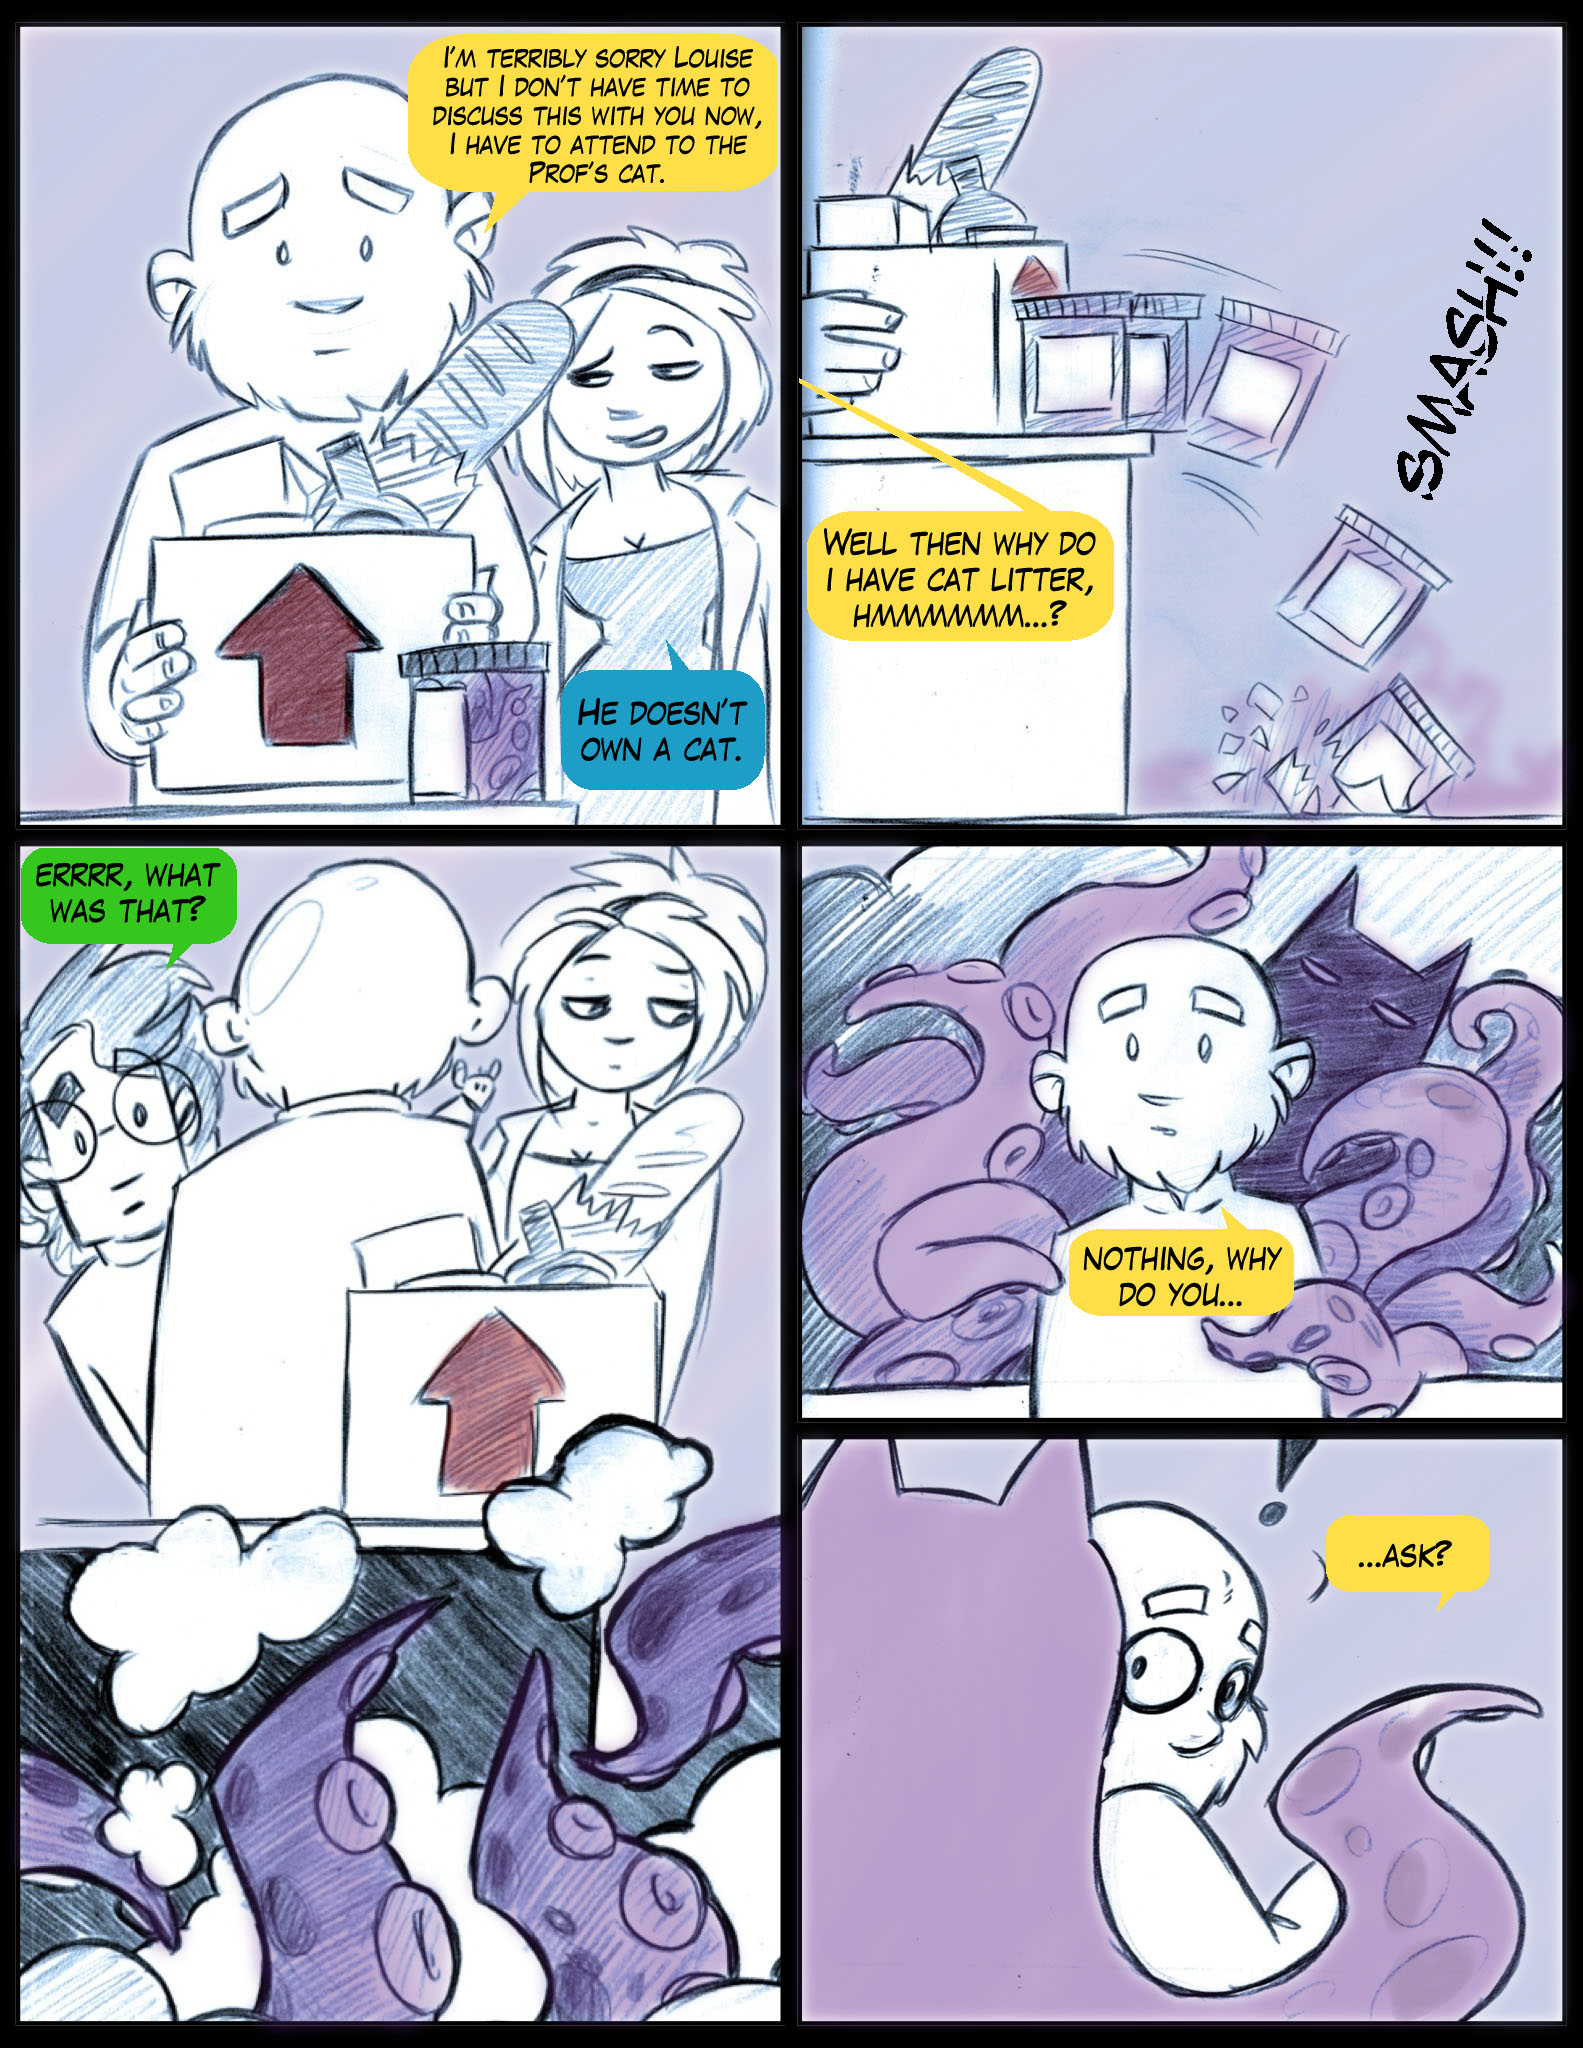 I'M TERRIBLY SORRY LOUISE
BUT I DON'T HAVE TIME TO
DISCUSS THIS WITH YOU NOW,
I HAVE TO ATTEND TO THE
PROF'S CAT.
HE DOESN'T
OWN A CAT.
SMASH!!!
WELL THEN WHY DO
I HAVE CAT LITTER,
HMMMMMM...?
ERRRR, WHAT
WAS THAT?
NOTHING, WHY
DO YOU...
!
...ASK?